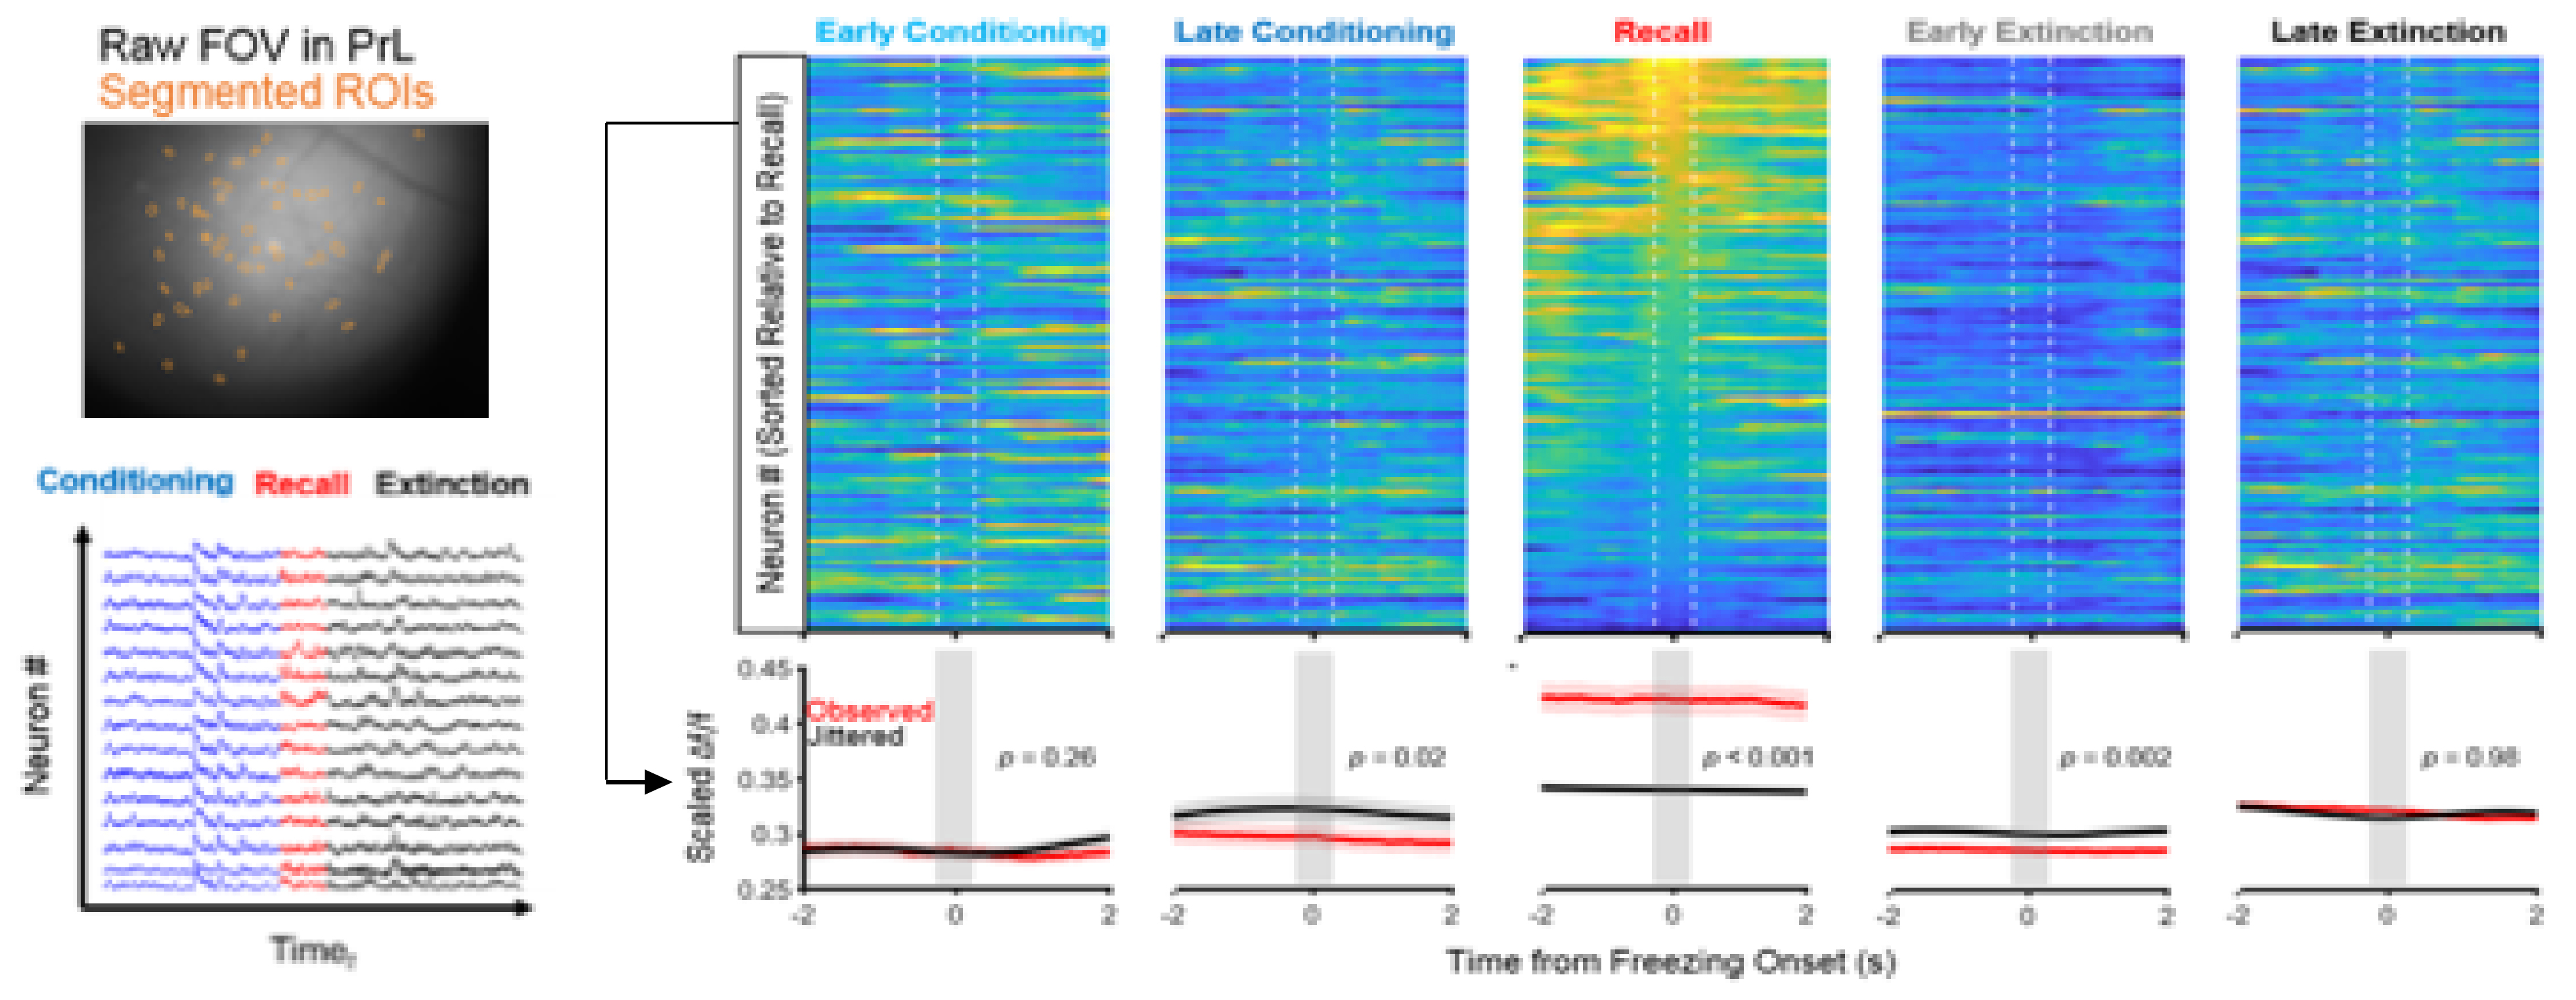 Raw FOV in PrL
Segmented ROIs
Conditioning Recall Extinction
Neuron #
Time
Early Conditioning
Late Conditioning
Recall
Early Extinction
Late Extinction
Neuron # (Sorted Relative to Recall)
Scaled
0.45
0.4
0.35
0.3
0.25
Observed
Jittered
p = 0.26
p = 0.02
p < 0.001
p = 0.002
p = 0.98
-2 0 2
-2 0 2
-2 0 2
-2 0 2
-2 0 2
Time from Freezing Onset (s)